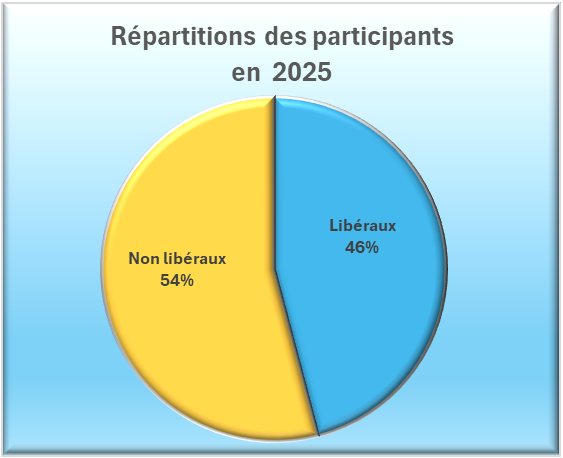 Répartitions des participants
en 2025
Libéraux
46%
Non libéraux
54%